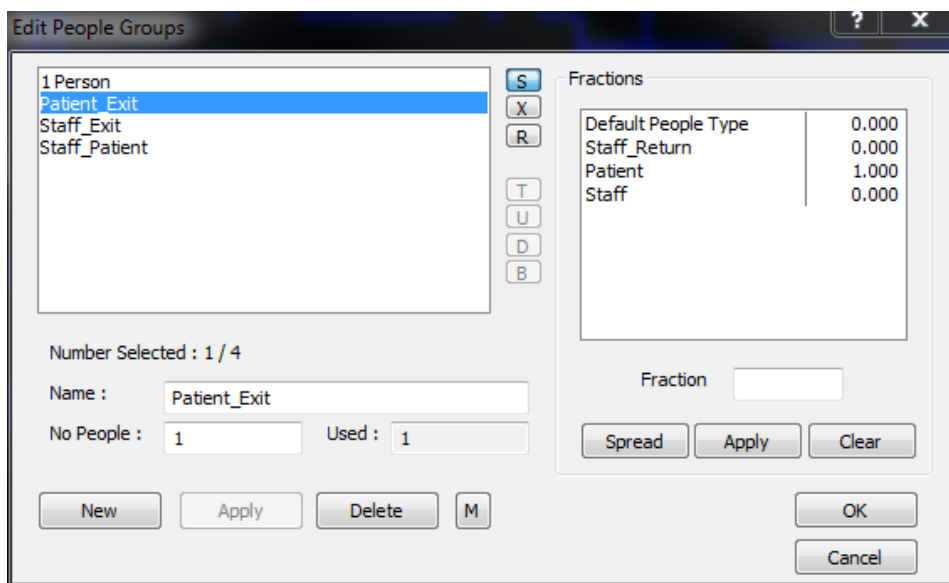 Edit People Groups
? X
1 Person
Patient_Exit
Staff_Exit
Staff_Patient
S
X
R
T
U
D
B
Number Selected : 1 / 4
Name : Patient_Exit
No People : 1 Used : 1
New Apply Delete M
Fractions
Default People Type 0.000
Staff_Return 0.000
Patient 1.000
Staff 0.000
Fraction
Spread Apply Clear
OK
Cancel